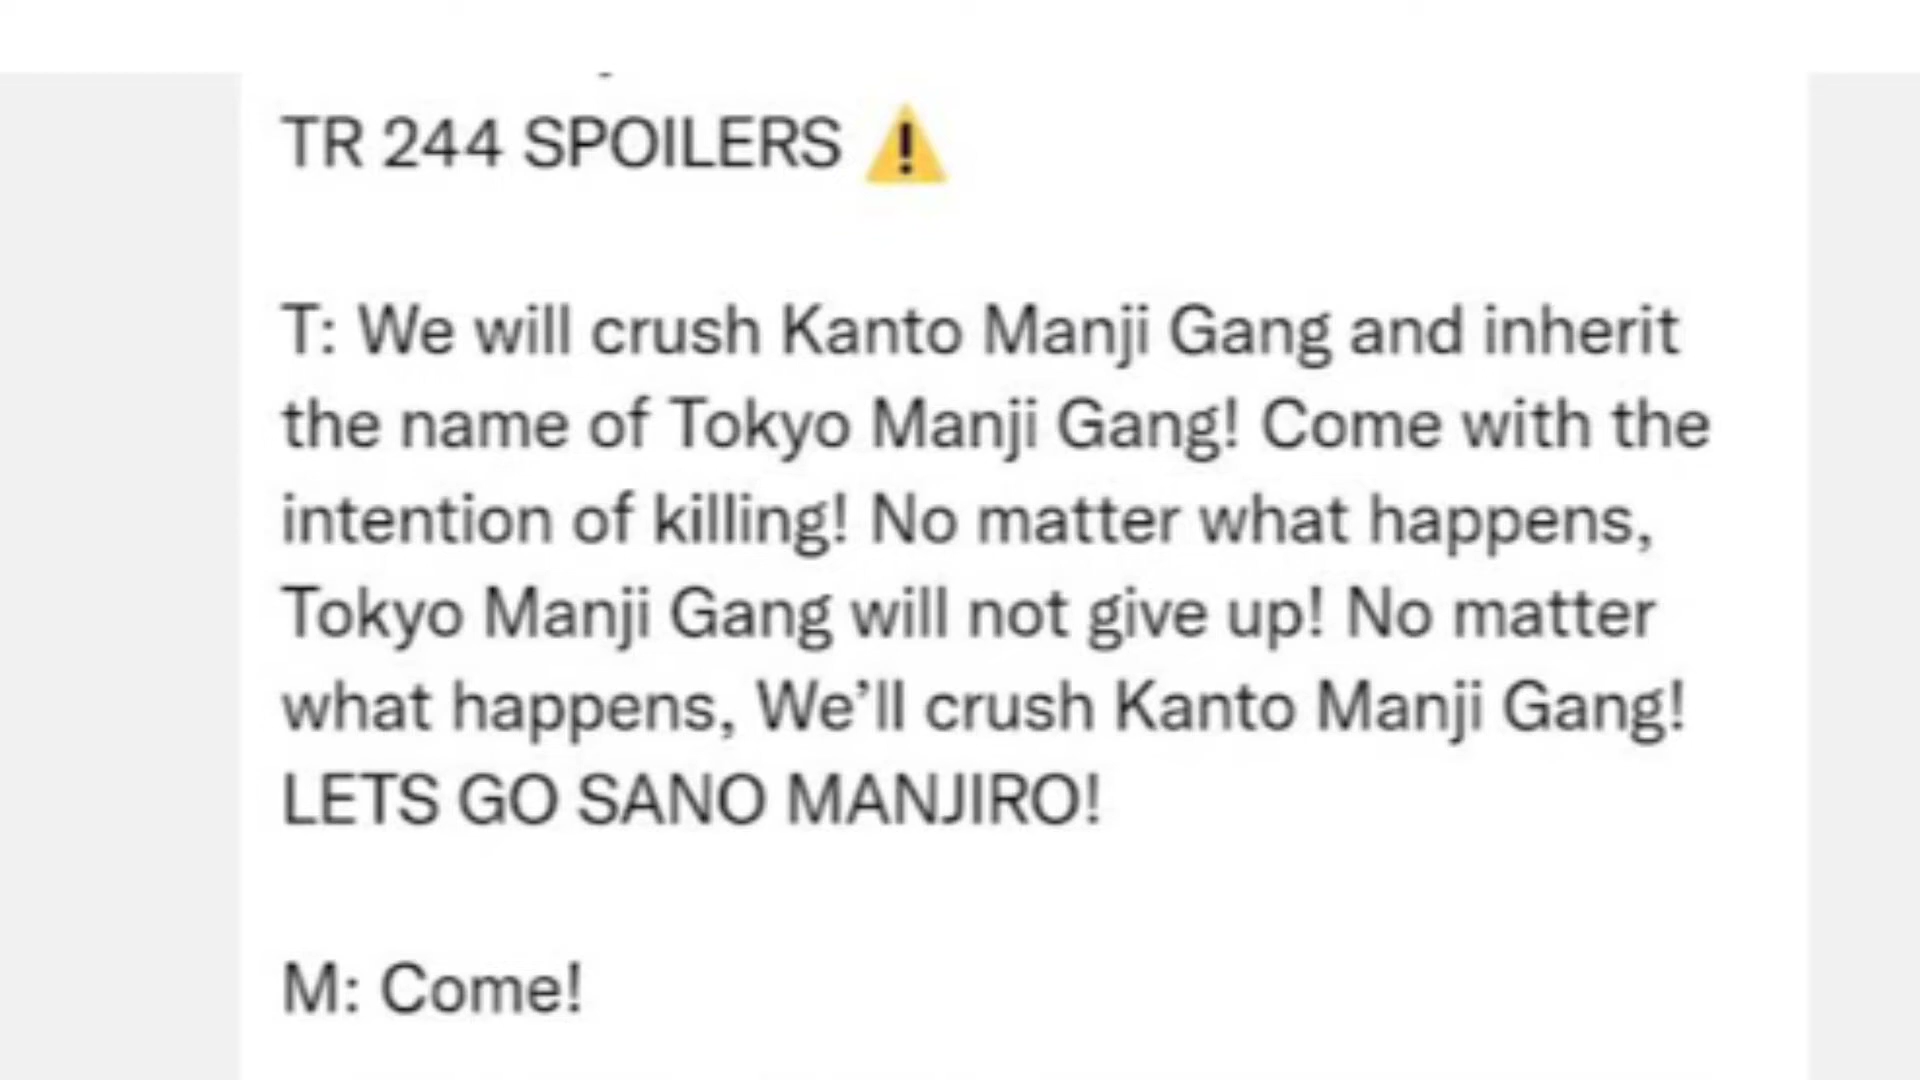 TR 244 SPOILERS ⚠️
T: We will crush Kanto Manji Gang and inherit
the name of Tokyo Manji Gang! Come with the
intention of killing! No matter what happens,
Tokyo Manji Gang will not give up! No matter
what happens, We’ll crush Kanto Manji Gang!
LETS GO SANO MANJIRO!
M: Come!